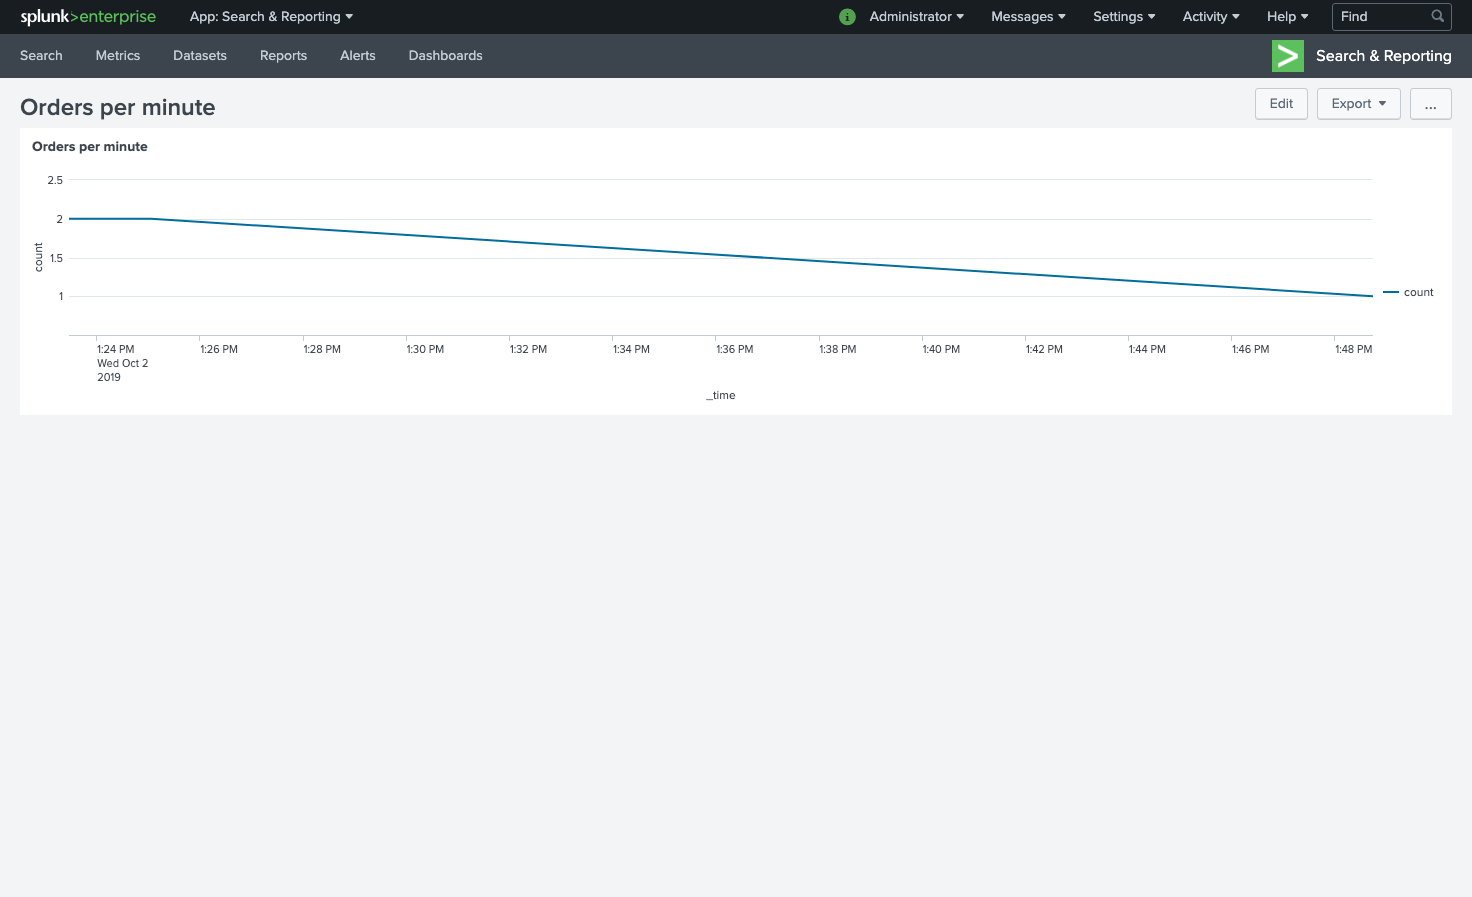 splunk>enterprise App: Search & Reporting i Administrator Messages Settings Activity Help Find
Search Metrics Datasets Reports Alerts Dashboards Search & Reporting
Orders per minute Edit Export ...
Orders per minute
2.5
2
1.5
1
count
count
1:24 PM 1:26 PM 1:28 PM 1:30 PM 1:32 PM 1:34 PM 1:36 PM 1:38 PM 1:40 PM 1:42 PM 1:44 PM 1:46 PM 1:48 PM
Wed Oct 2
2019
_time